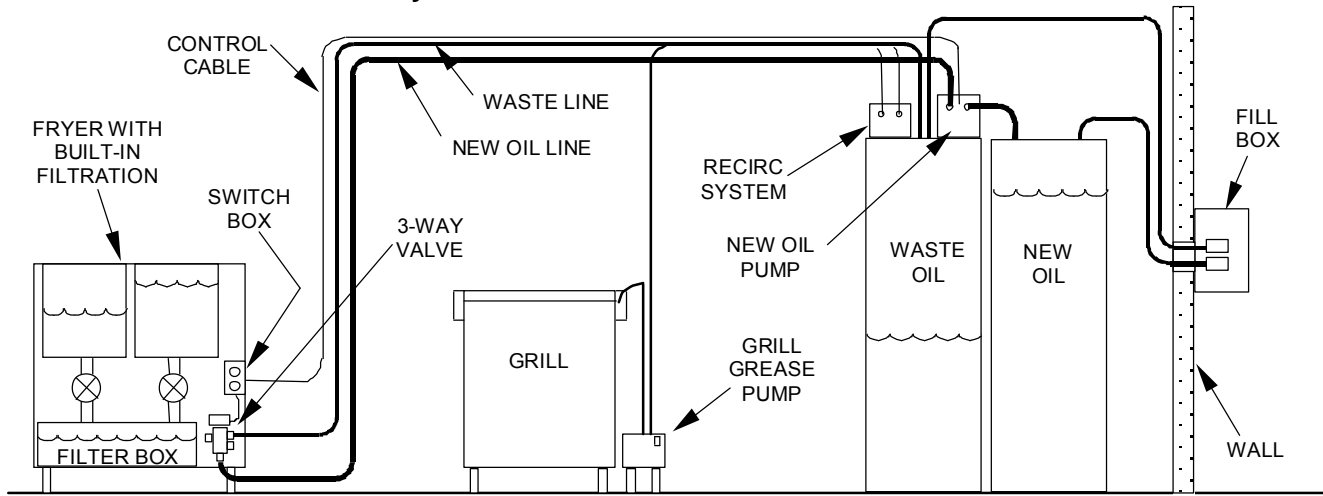 CONTROL
CABLE
WASTE LINE
NEW OIL LINE
FRYER WITH
BUILT-IN
FILTRATION
SWITCH
BOX
3-WAY
VALVE
RECIRC
SYSTEM
NEW OIL
PUMP
FILL
BOX
WASTE
OIL
NEW
OIL
GRILL
GRILL
GREASE
PUMP
FILTER BOX
WALL